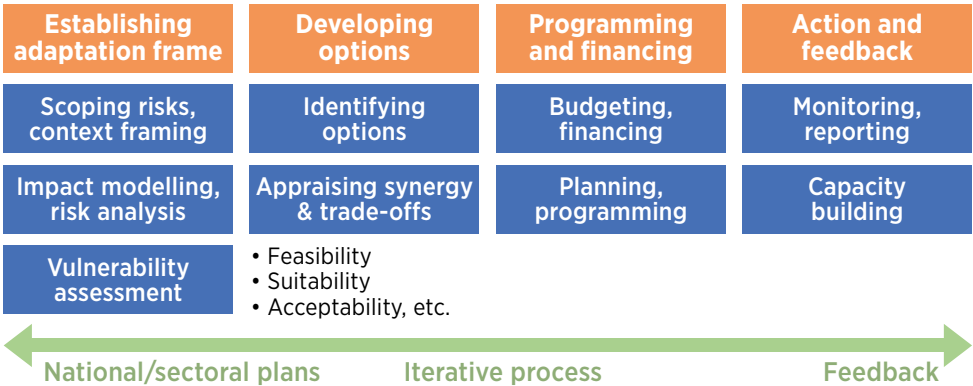 Establishing
adaptation frame
Developing
options
Programming
and financing
Action and
feedback
Scoping risks,
context framing
Identifying
options
Budgeting,
financing
Monitoring,
reporting
Impact modelling,
risk analysis
Appraising synergy
& trade-offs
Planning,
programming
Capacity
building
Vulnerability
assessment
• Feasibility
• Suitability
• Acceptability, etc.
National/sectoral plans
Iterative process
Feedback